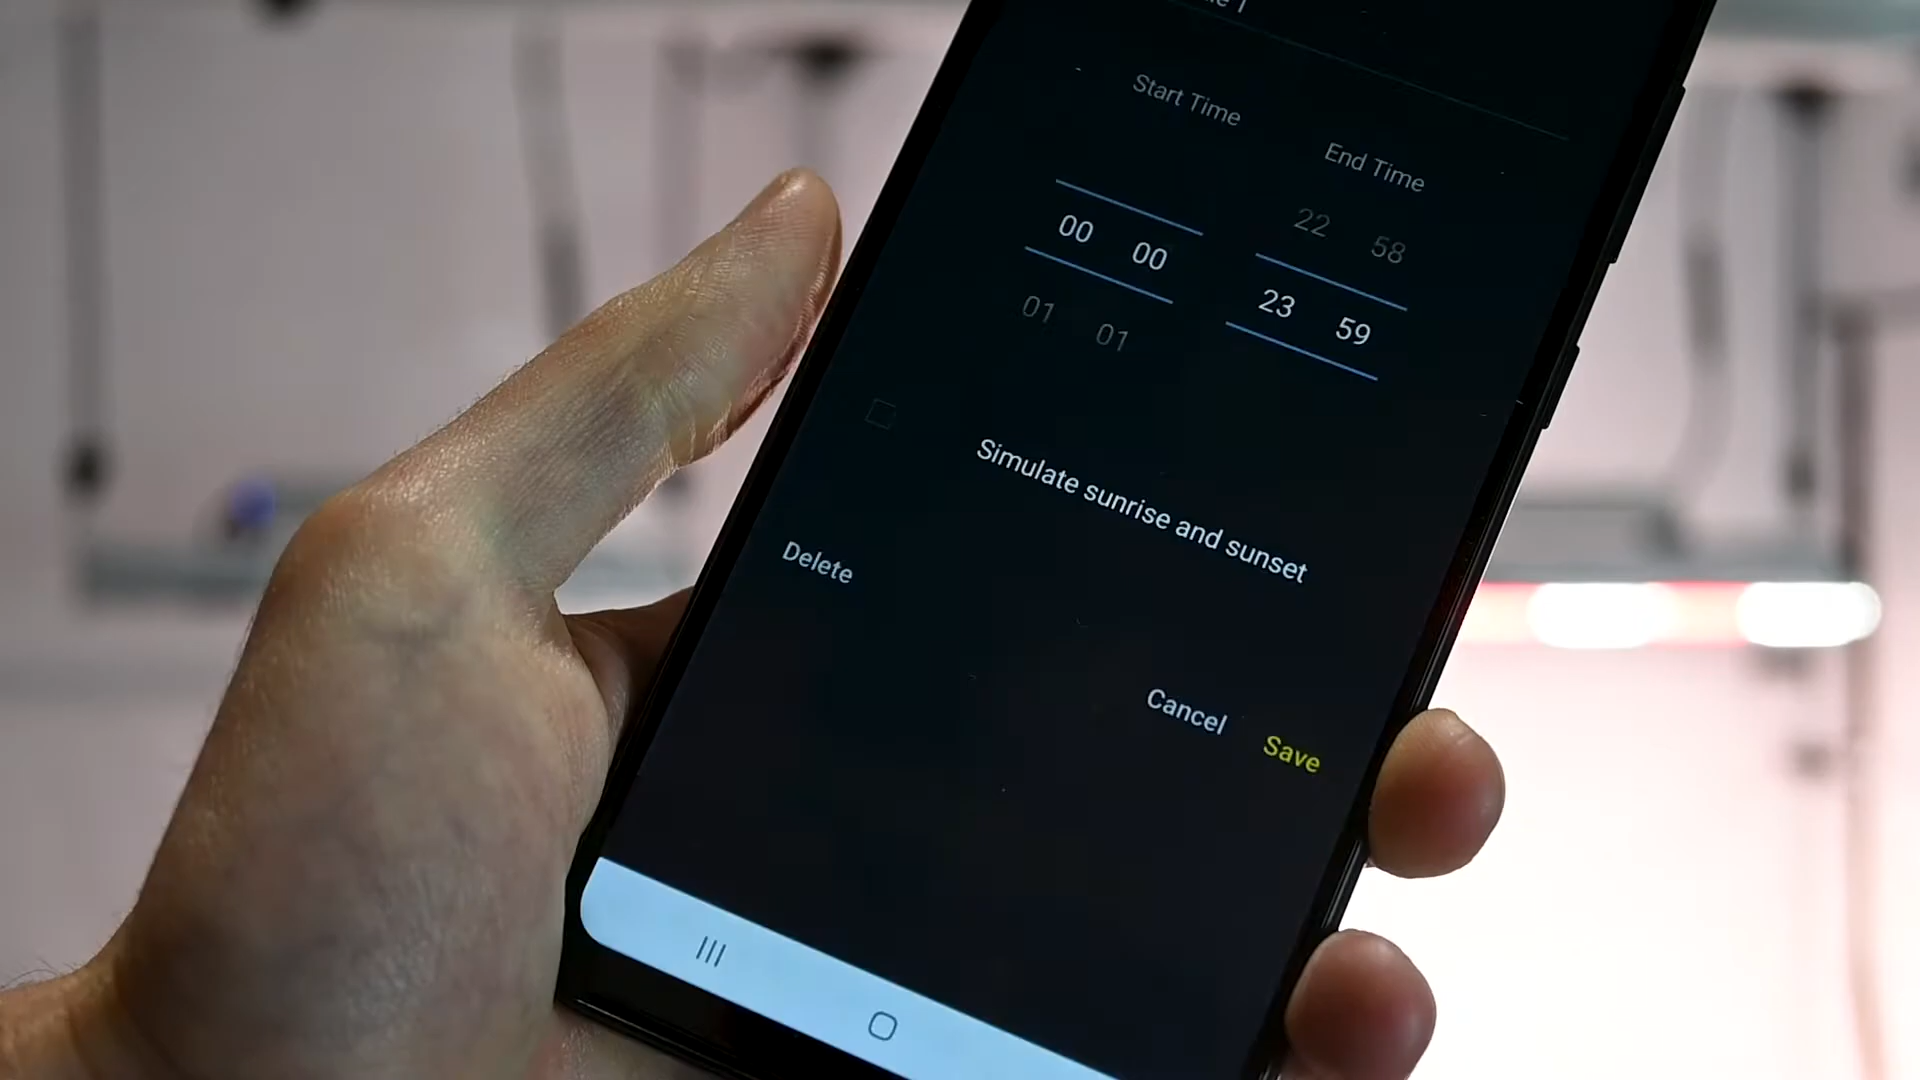 Start Time
End Time
22 58
00 00
23 59
01 01
Simulate sunrise and sunset
Delete
Cancel
Save